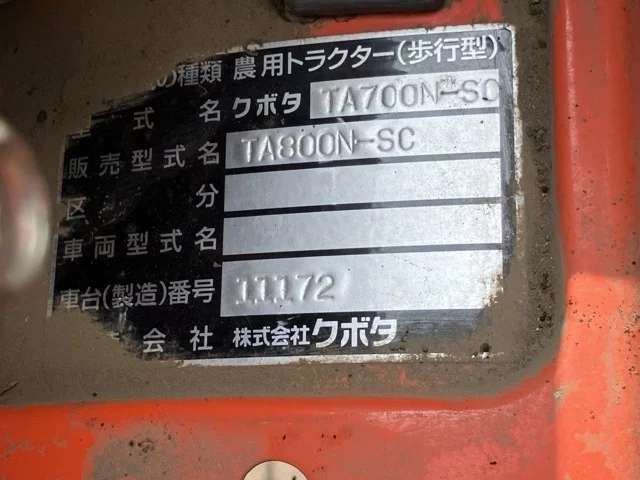 の種類 農用トラクター(歩行型)
式名 クボタ TA700N-SC
販売型式名 TA800N-SC
区分
車両型式名
車台(製造)番号 11172
会社 株式会社クボタ